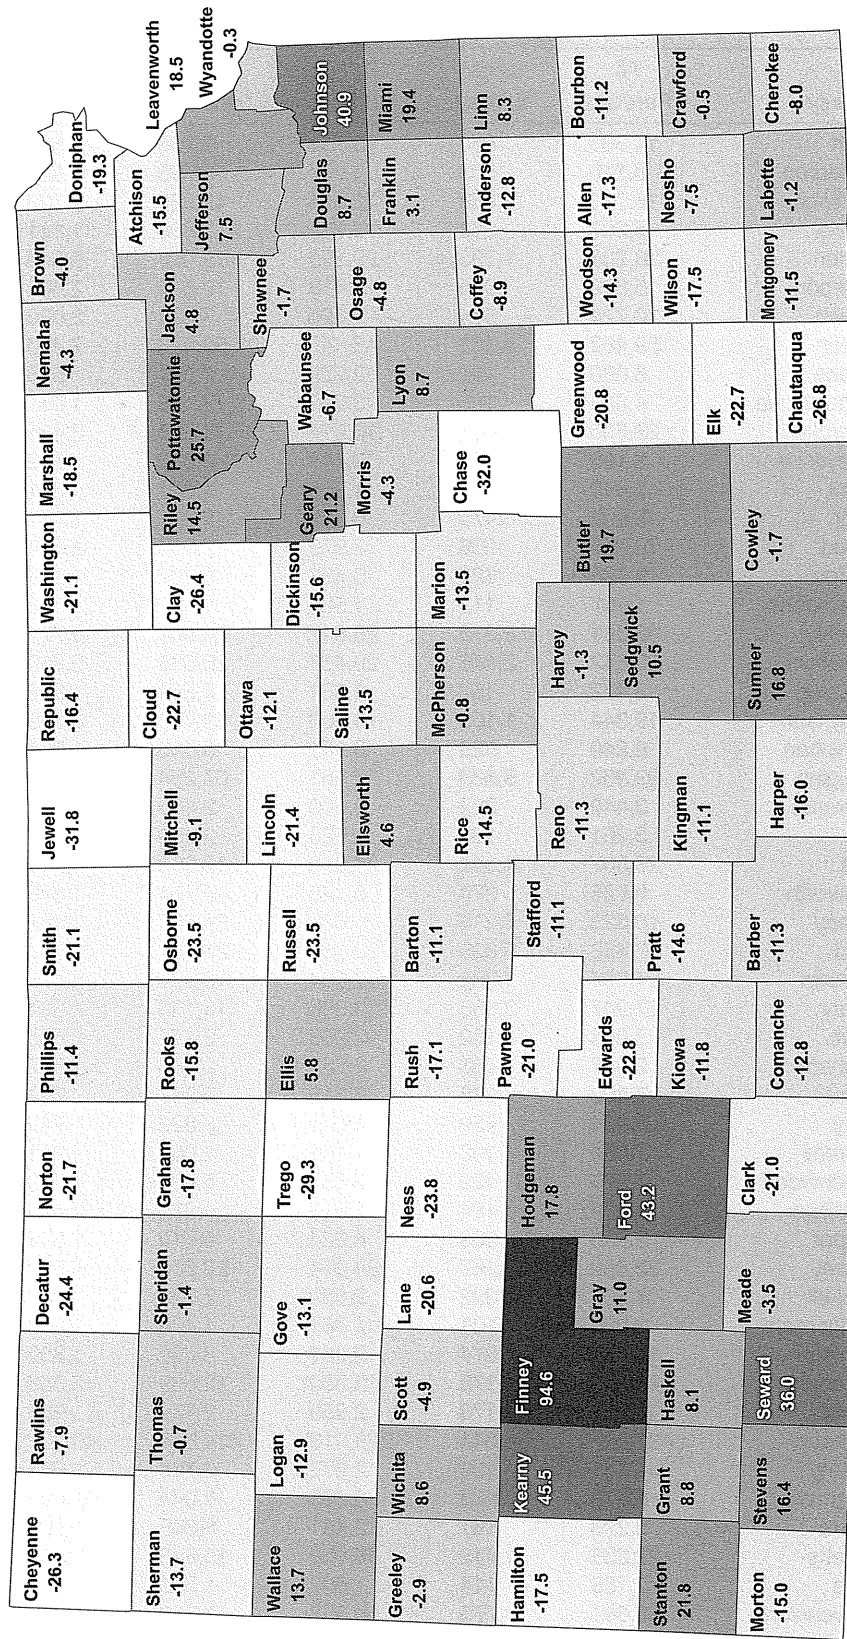 Cheyenne
-26.3
Rawlins
-7.9
Decatur
-24.4
Norton
-21.7
Phillips
-11.4
Smith
-21.1
Jewell
-31.8
Republic
-16.4
Washington
-21.1
Marshall
-18.5
Nemaha
-4.3
Brown
-4.0
Doniphan
-19.3
Sherman
-13.7
Thomas
-0.7
Sheridan
-1.4
Graham
-17.8
Rooks
-15.8
Osborne
-23.5
Mitchell
-9.1
Cloud
-22.7
Clay
-26.4
Riley
14.5
Pottawatomie
25.7
Jackson
4.8
Atchison
-15.5
Jefferson
7.5
Leavenworth
18.5
Wyandotte
-0.3
Wallace
13.7
Logan
-12.9
Gove
-13.1
Trego
-29.3
Ellis
5.8
Russell
-23.5
Lincoln
-21.4
Ottawa
-12.1
Ellsworth
4.6
Saline
-13.5
Dickinson
-15.6
Geary
21.2
Morris
-4.3
Wabaunsee
-6.7
Shawnee
-1.7
Osage
-4.8
Douglas
8.7
Johnson
40.9
Franklin
3.1
Miami
19.4
Greeley
-2.9
Wichita
8.6
Scott
-4.9
Lane
-20.6
Ness
-23.8
Rush
-17.1
Barton
-11.1
Rice
-14.5
McPherson
-0.8
Marion
-13.5
Chase
-32.0
Lyon
8.7
Coffey
-8.9
Anderson
-12.8
Linn
8.3
Hamilton
-17.5
Kearny
45.5
Finney
94.6
Gray
11.0
Hodgeman
17.8
Ford
43.2
Pawnee
-21.0
Edwards
-22.8
Stafford
-11.1
Reno
-11.3
Harvey
-1.3
Sedgwick
10.5
Butler
19.7
Greenwood
-20.8
Woodson
-14.3
Allen
-17.3
Bourbon
-11.2
Stanton
21.8
Grant
8.8
Haskell
8.1
Kiowa
-11.8
Pratt
-14.6
Kingman
-11.1
Elk
-22.7
Wilson
-17.5
Neosho
-7.5
Crawford
-0.5
Morton
-15.0
Stevens
16.4
Seward
36.0
Meade
-3.5
Clark
-21.0
Comanche
-12.8
Barber
-11.3
Harper
-16.0
Sumner
16.8
Cowley
-1.7
Chautauqua
-26.8
Montgomery
-11.5
Labette
-1.2
Cherokee
-8.0